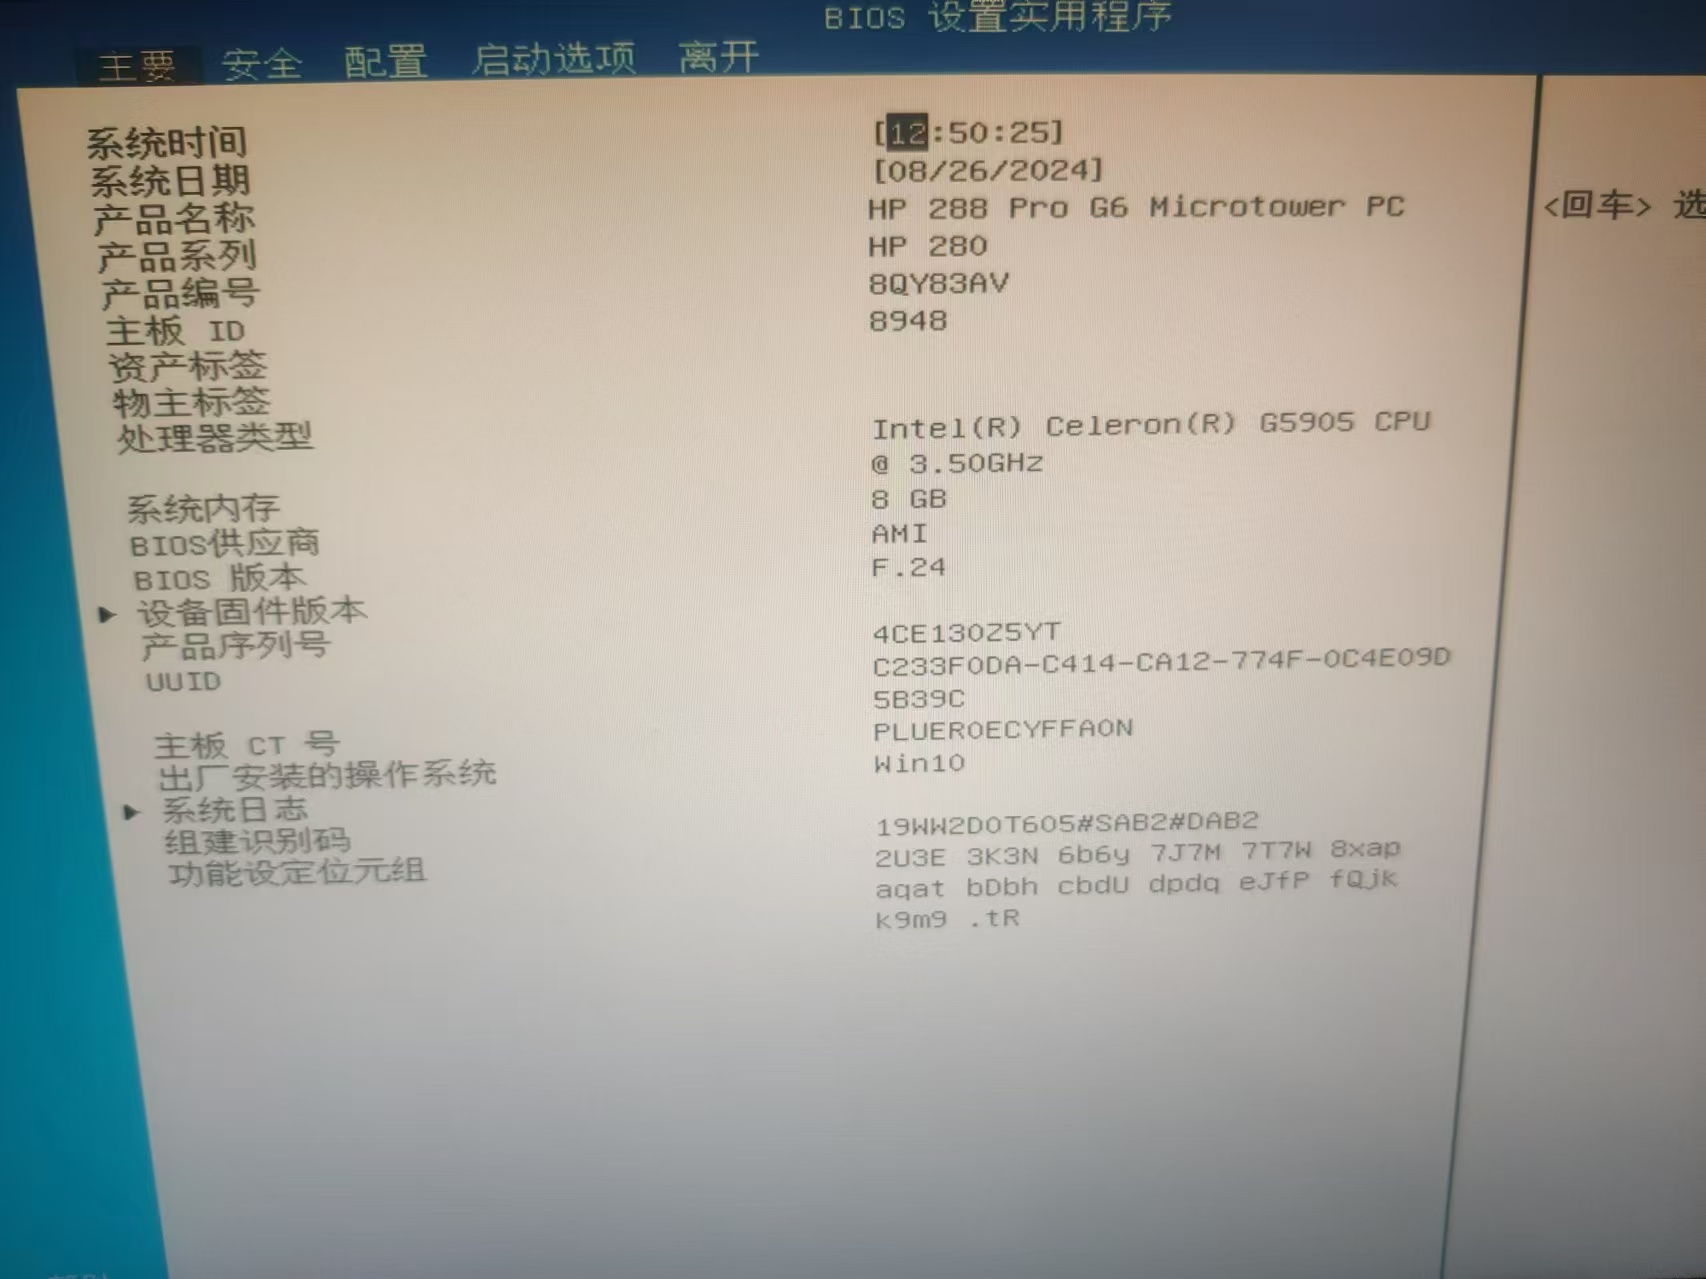 BIOS 设置实用程序
主要 安全 配置 启动选项 离开
系统时间 [12:50:25]
系统日期 [08/26/2024]
产品名称 HP 288 Pro G6 Microtower PC
<回车> 选
产品系列 HP 280
产品编号 8QY83AV
主板 ID 8948
资产标签
物主标签
处理器类型 Intel(R) Celeron(R) G5905 CPU
@ 3.50GHz
系统内存 8 GB
BIOS供应商 AMI
BIOS 版本 F.24
▶ 设备固件版本
产品序列号 4CE13025YT
UUID C233F0DA-C414-CA12-774F-0C4E09D
5B39C
主板 CT 号 PLUEROECYFFAON
出厂安装的操作系统 Win10
▶ 系统日志
组建识别码 19WW2DOT605#SAB2#DAB2
功能设定位元组 2U3E 3K3N 6b6y 7J7M 7T7W 8xap
aqat bDbh cbdU dpdq eJfP fQjk
k9m9 .tR